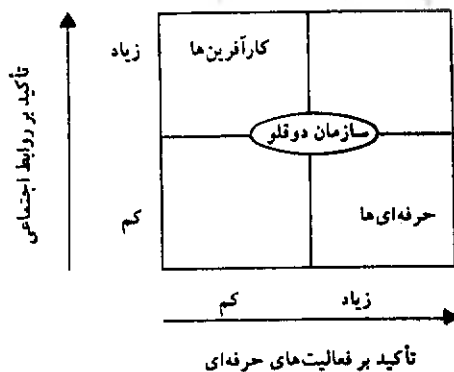 تأکید بر روابط اجتماعی
زیاد
کارآفرین‌ها
سازمان دوقلو
کم
حرفه‌ای‌ها
زیاد
کم
تأکید بر فعالیت‌های حرفه‌ای